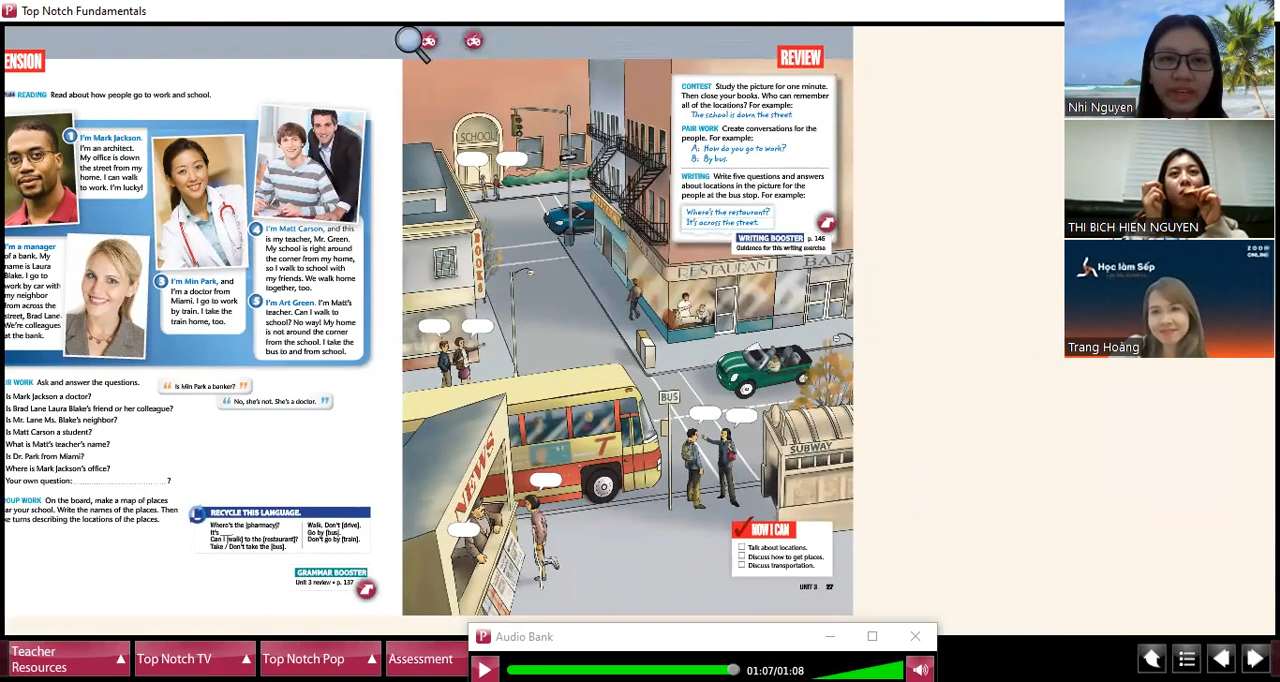 Top Notch Fundamentals
ENSION
READING Read about how people go to work and school.
1 I'm Mark Jackson.
I'm an architect.
My office is down
the street from my
home. I can walk
to work. I'm lucky!
I'm a manager
of a bank. My
name is Laura
Blake. I go to
work by car with
my neighbor
from across the
street, Brad Lane.
We're colleagues
at the bank.
3 I'm Min Park, and
I'm a doctor from
Miami. I go to work
by train. I take the
train home, too.
4 I'm Matt Carson, and this
is my teacher, Mr. Green.
My school is right around
the corner from my home,
so I walk to school with
my friends. We walk home
together, too.
5 I'm Art Green. I'm Matt's
teacher. Can I walk to
school? No way! My home
is not around the corner
from the school. I take the
bus to and from school.
IR WORK Ask and answer the questions.
Is Mark Jackson a doctor?
Is Brad Lane Laura Blake's friend or her colleague?
Is Mr. Lane Ms. Blake's neighbor?
Is Matt Carson a student?
What is Matt's teacher's name?
Is Dr. Park from Miami?
Where is Mark Jackson's office?
Your own question: ?
“ Is Min Park a banker? ”
“ No, she's not. She's a doctor. ”
OUP WORK On the board, make a map of places
ar your school. Write the names of the places. Then
ke turns describing the locations of the places.
RECYCLE THIS LANGUAGE.
Where's the [pharmacy]?
It's ___.
Can I [walk] to the [restaurant]?
Take / Don't take the [bus].
Walk. Don't [drive].
Go by [bus].
Don't go by [train].
GRAMMAR BOOSTER
Unit 3 review • p. 137
REVIEW
CONTEST Study the picture for one minute.
Then close your books. Who can remember
all of the locations? For example:
The school is down the street.
PAIR WORK Create conversations for the
people. For example:
A: How do you go to work?
B: By bus.
WRITING Write five questions and answers
about locations in the picture for the
people at the bus stop. For example:
Where's the restaurant?
It's across the street.
WRITING BOOSTER p. 146
Guidance for this writing exercise
SCHOOL
BOOKS
RESTAURANT
BANK
BUS
T
SUBWAY
NEWS
NOW I CAN
Talk about locations.
Discuss how to get places.
Discuss transportation.
UNIT 3 27
Nhi Nguyen
THI BICH HIEN NGUYEN
ZOOM
ONLINE
Học làm Sếp
Trang Hoàng
Teacher
Resources
Top Notch TV
Top Notch Pop
Assessment
Audio Bank
01:07/01:08